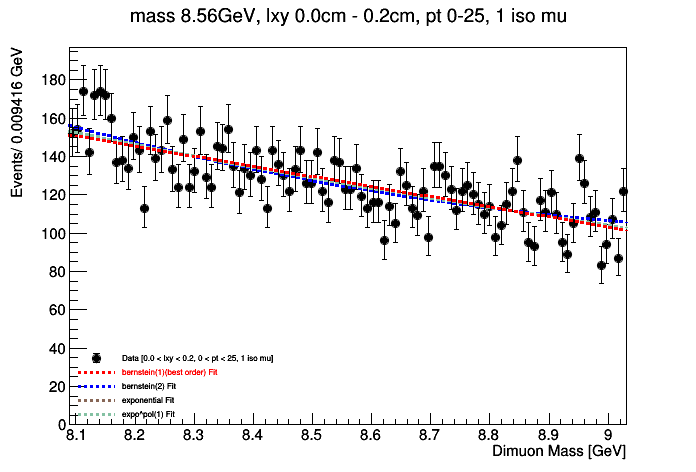 mass 8.56GeV, lxy 0.0cm - 0.2cm, pt 0-25, 1 iso mu
Events/ 0.009416 GeV
180
160
140
120
100
80
60
40
20
0
Data [0.0 < lxy < 0.2, 0 < pt < 25, 1 iso mu]
bernstein(1)(best order) Fit
bernstein(2) Fit
exponential Fit
expo*pol(1) Fit
8.1 8.2 8.3 8.4 8.5 8.6 8.7 8.8 8.9 9
Dimuon Mass [GeV]